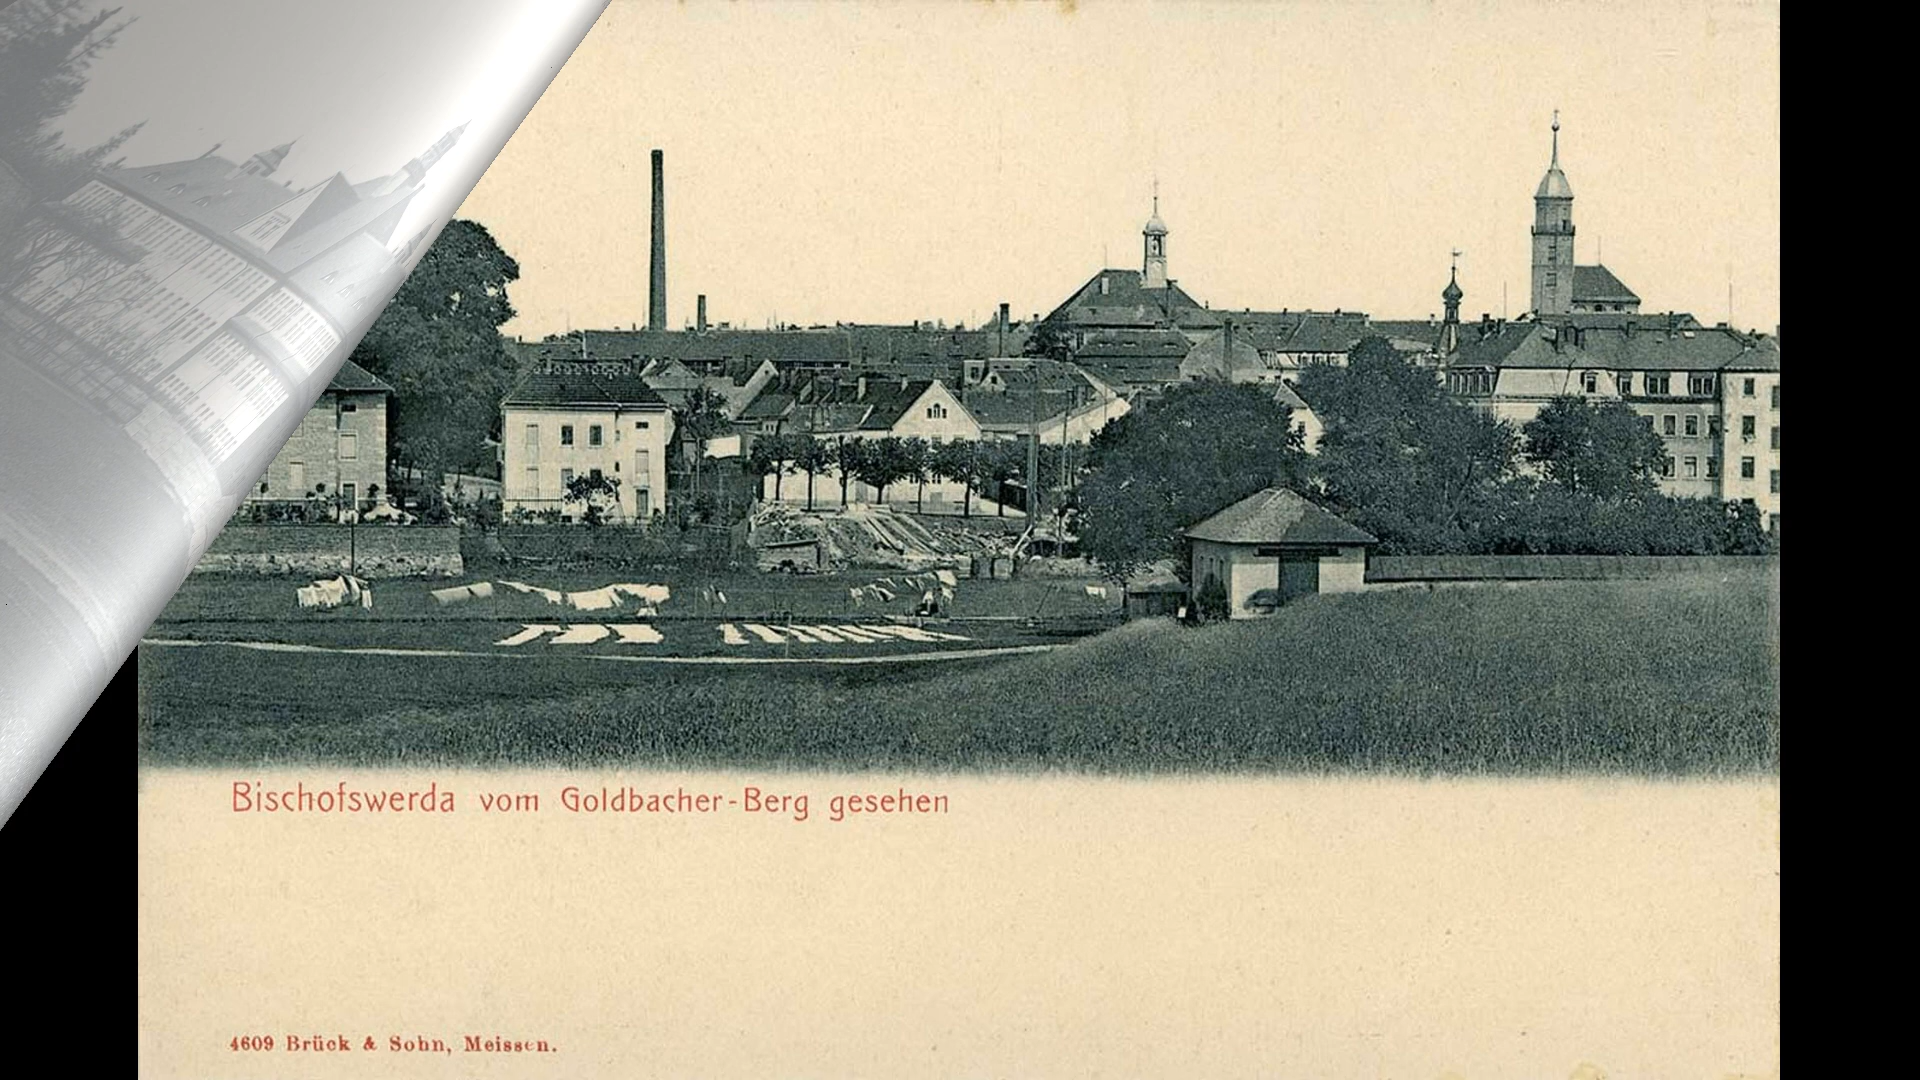 Bischofswerda vom Goldbacher-Berg gesehen
4609 Brück & Sohn, Meissen.